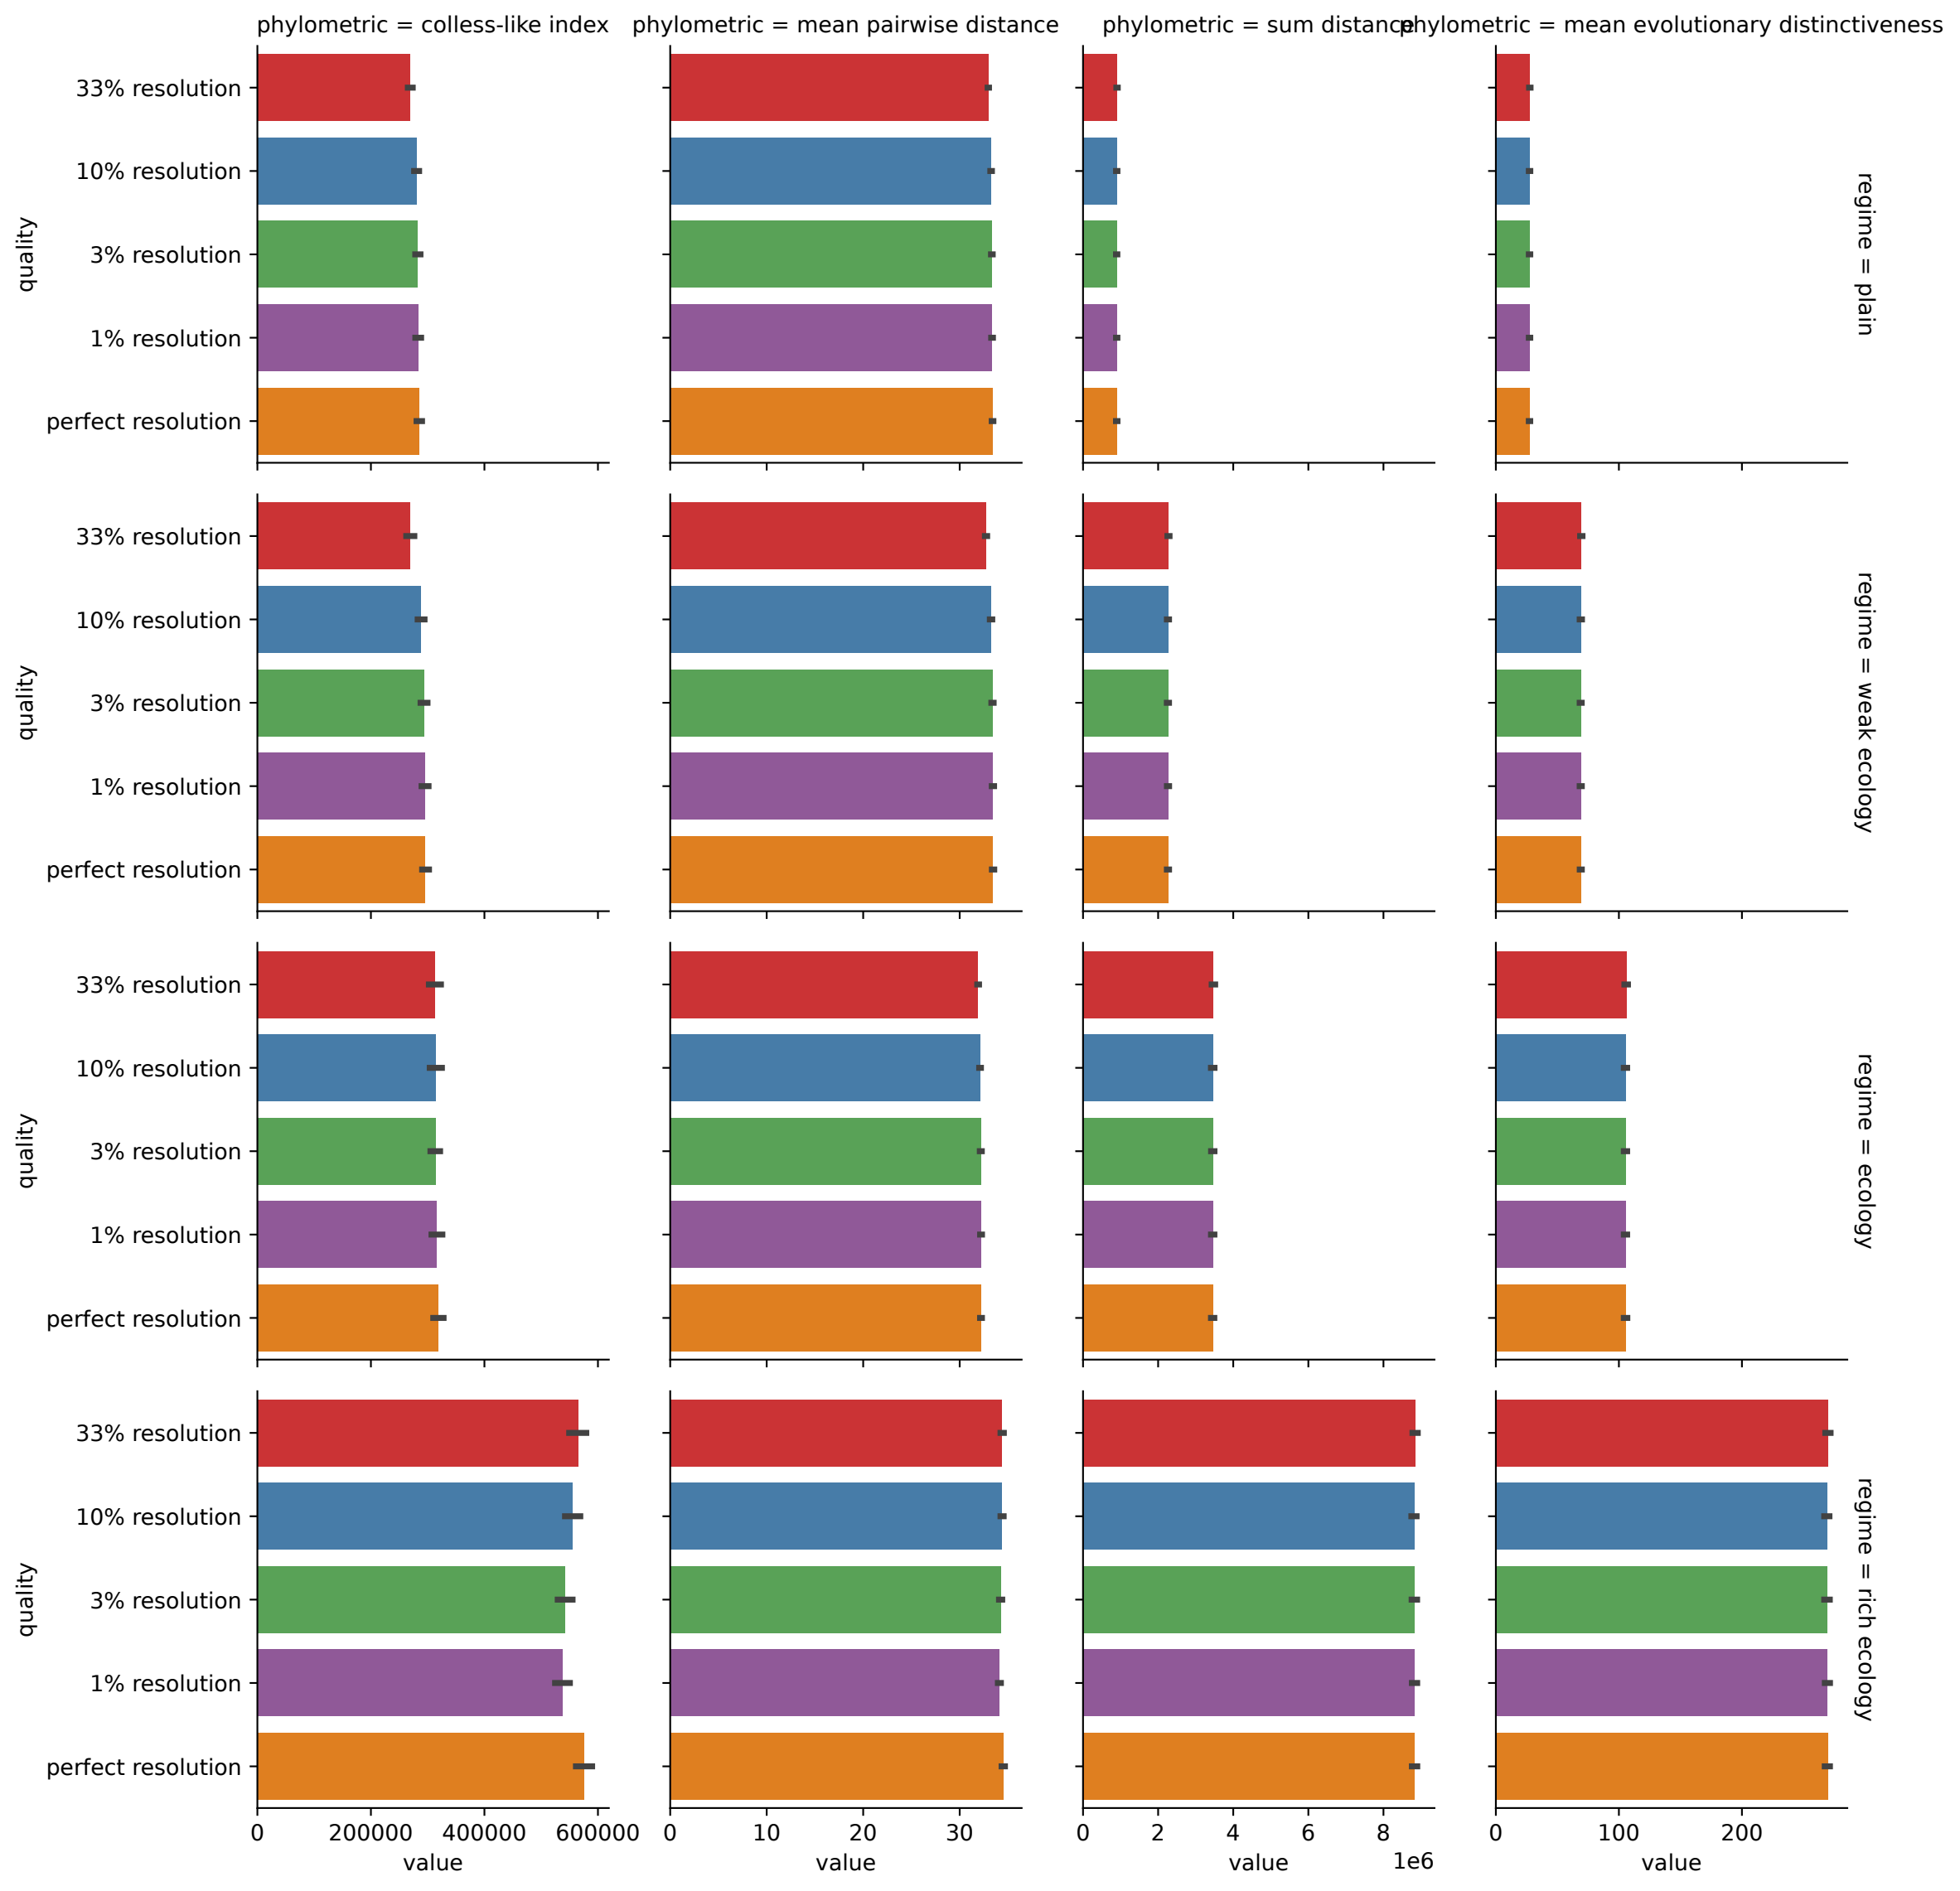 phylometric = colless-like index
phylometric = mean pairwise distance
phylometric = sum distance
phylometric = mean evolutionary distinctiveness
quality
33% resolution
10% resolution
3% resolution
1% resolution
perfect resolution
regime = plain
quality
33% resolution
10% resolution
3% resolution
1% resolution
perfect resolution
regime = weak ecology
quality
33% resolution
10% resolution
3% resolution
1% resolution
perfect resolution
regime = ecology
quality
33% resolution
10% resolution
3% resolution
1% resolution
perfect resolution
regime = rich ecology
0 200000 400000 600000
value
0 10 20 30
value
0 2 4 6 8
1e6
value
0 100 200
value